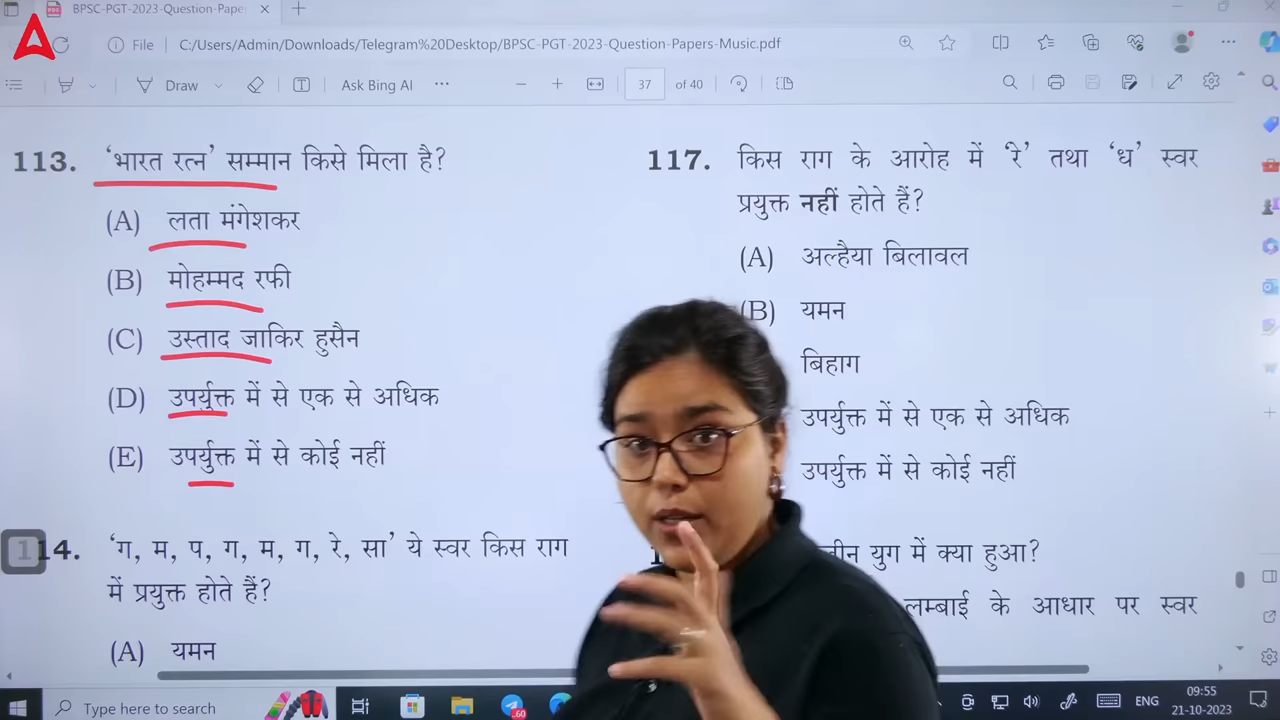 BPSC-PGT-2023-Question-Paper
File C:/Users/Admin/Downloads/Telegram%20Desktop/BPSC-PGT-2023-Question-Papers-Music.pdf
Draw Ask Bing AI 37 of 40
113. 'भारत रत्न' सम्मान किसे मिला है?
(A) लता मंगेशकर
(B) मोहम्मद रफी
(C) उस्ताद जाकिर हुसैन
(D) उपर्युक्त में से एक से अधिक
(E) उपर्युक्त में से कोई नहीं
114. 'ग, म, प, ग, म, ग, रे, सा' ये स्वर किस राग
में प्रयुक्त होते हैं?
(A) यमन
117. किस राग के आरोह में 'रे' तथा 'ध' स्वर
प्रयुक्त नहीं होते हैं?
(A) अल्हैया बिलावल
(B) यमन
बिहाग
उपर्युक्त में से एक से अधिक
उपर्युक्त में से कोई नहीं
युग में क्या हुआ?
लम्बाई के आधार पर स्वर
Type here to search
.60
ENG
09:55
21-10-2023